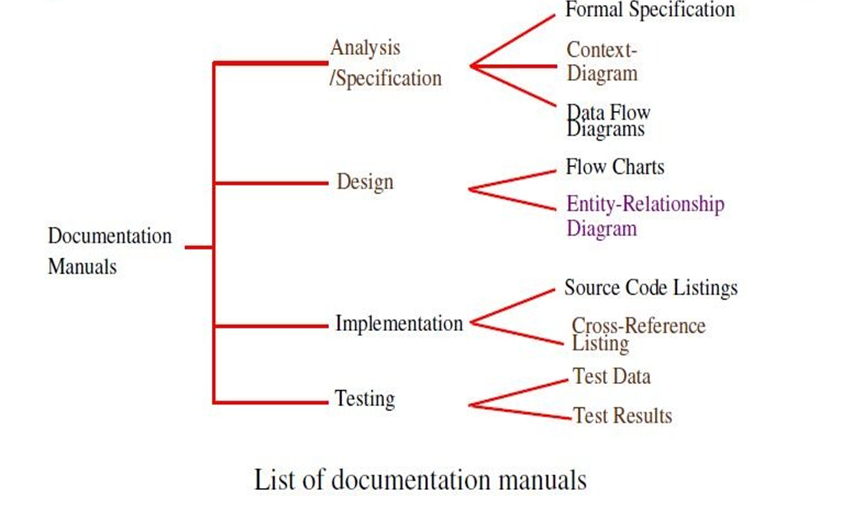 Formal Specification
Analysis
/Specification
Context-
Diagram
Data Flow
Diagrams
Flow Charts
Design
Entity-Relationship
Diagram
Documentation
Manuals
Source Code Listings
Implementation
Cross-Reference
Listing
Test Data
Testing
Test Results
List of documentation manuals